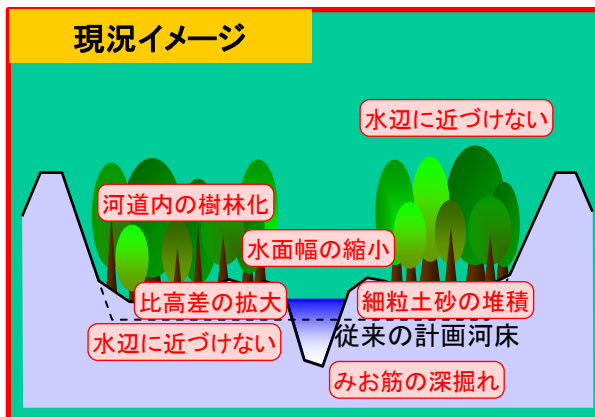 現況イメージ
水辺に近づけない
河道内の樹林化
水面幅の縮小
比高差の拡大
細粒土砂の堆積
水辺に近づけない
従来の計画河床
みお筋の深掘れ